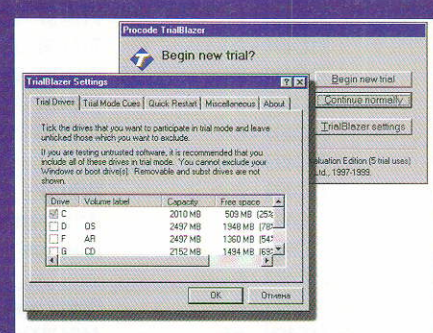 Procode TrialBlazer
Begin new trial?
Begin new trial
Continue normally
TrialBlazer settings
aluation Edition (5 trial uses)
Ltd., 1997-1999.
TrialBlazer Settings
Trial Drives Trial Mode Cues Quick Restart Miscellaneous About
Tick the drives that you want to participate in trial mode and leave
unticked those which you want to exclude.
If you are testing untrusted software, it is recommended that you
include all of these drives in trial mode. You cannot exclude your
Windows or boot drive(s). Removable and subst drives are not
shown.
Drive Volume label Capacity Free space
C 2010 MB 509 MB (25%
D OS 2497 MB 1948 MB (78%
F AR 2497 MB 1360 MB (54%
G CD 2152 MB 1494 MB (69%
OK Отмена